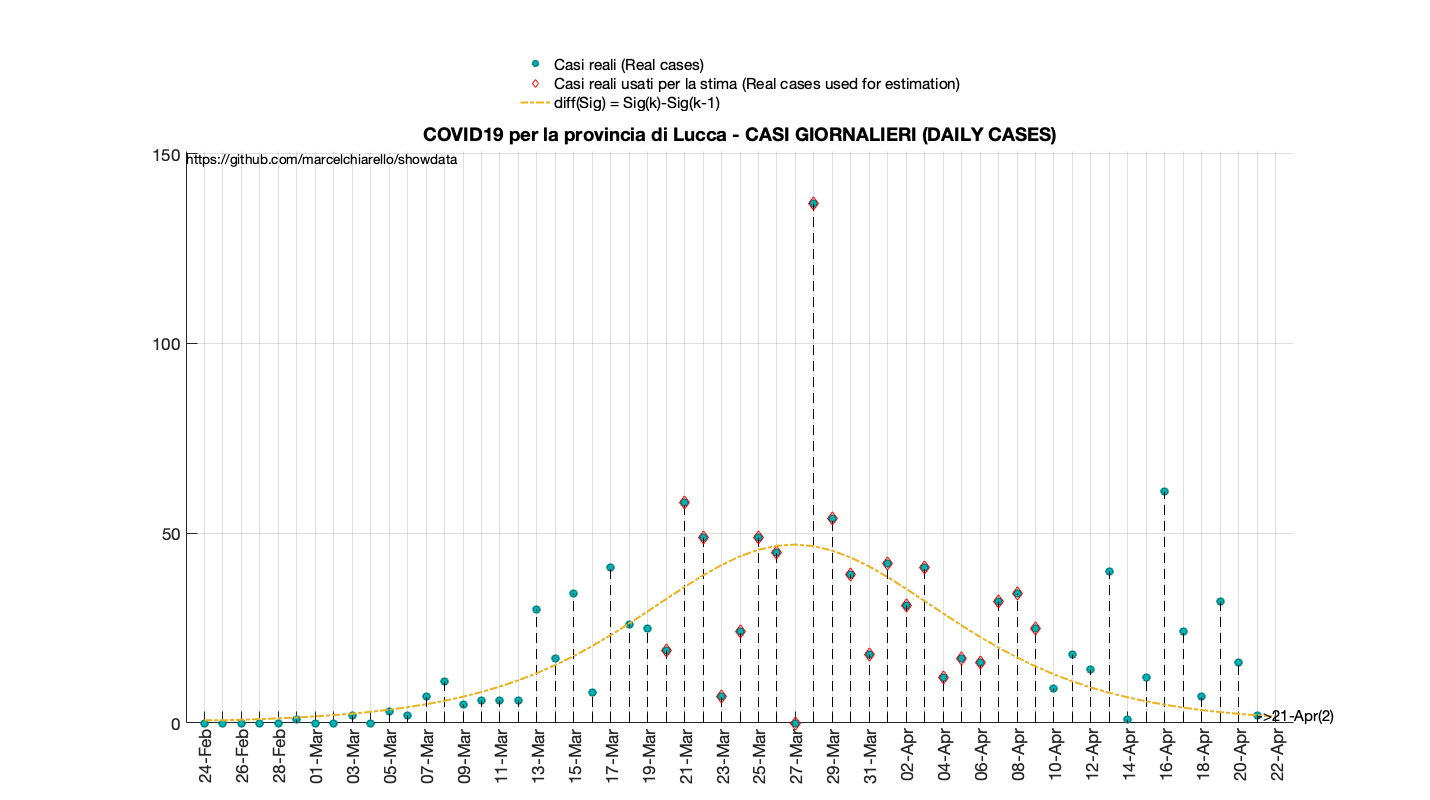 Casi reali (Real cases)
Casi reali usati per la stima (Real cases used for estimation)
diff(Sig) = Sig(k)-Sig(k-1)
COVID19 per la provincia di Lucca - CASI GIORNALIERI (DAILY CASES)
https://github.com/marcelchiarello/showdata
150
100
50
0
->21-Apr(2)
24-Feb
26-Feb
28-Feb
01-Mar
03-Mar
05-Mar
07-Mar
09-Mar
11-Mar
13-Mar
15-Mar
17-Mar
19-Mar
21-Mar
23-Mar
25-Mar
27-Mar
29-Mar
31-Mar
02-Apr
04-Apr
06-Apr
08-Apr
10-Apr
12-Apr
14-Apr
16-Apr
18-Apr
20-Apr
22-Apr